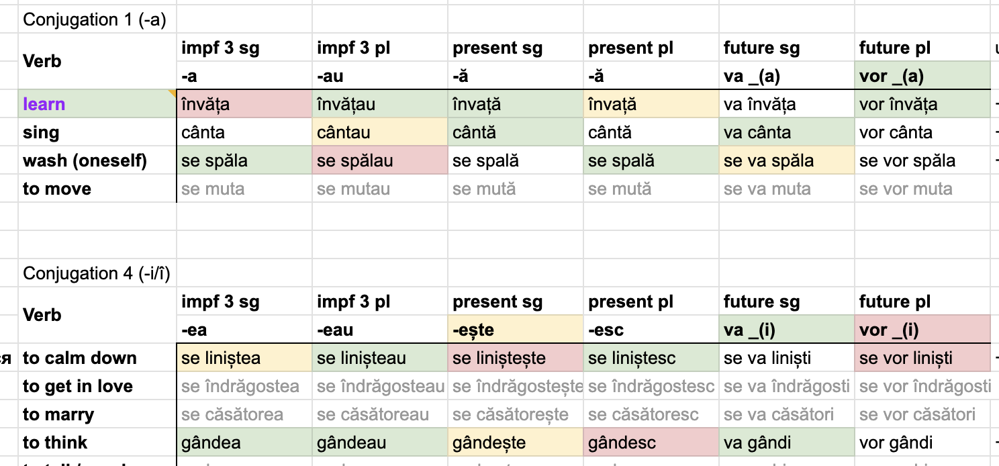 Conjugation 1 (-a)
Verb impf 3 sg impf 3 pl present sg present pl future sg future pl
-a -au -ă -ă va _(a) vor _(a)
learn învăța învățau învață învață va învăța vor învăța
sing cânta cântau cântă cântă va cânta vor cânta
wash (oneself) se spăla se spălau se spală se spală se va spăla se vor spăla
to move se muta se mutau se mută se mută se va muta se vor muta
Conjugation 4 (-i/î)
Verb impf 3 sg impf 3 pl present sg present pl future sg future pl
-ea -eau -ește -esc va _(i) vor _(i)
to calm down se liniștea se linișteau se liniștește se liniștesc se va liniști se vor liniști
to get in love se îndrăgostea se îndrăgosteau se îndrăgostește se îndrăgostesc se va îndrăgosti se vor îndrăgosti
to marry se căsătorea se căsătoreau se căsătorește se căsătoresc se va căsători se vor căsători
to think gândea gândeau gândește gândesc va gândi vor gândi